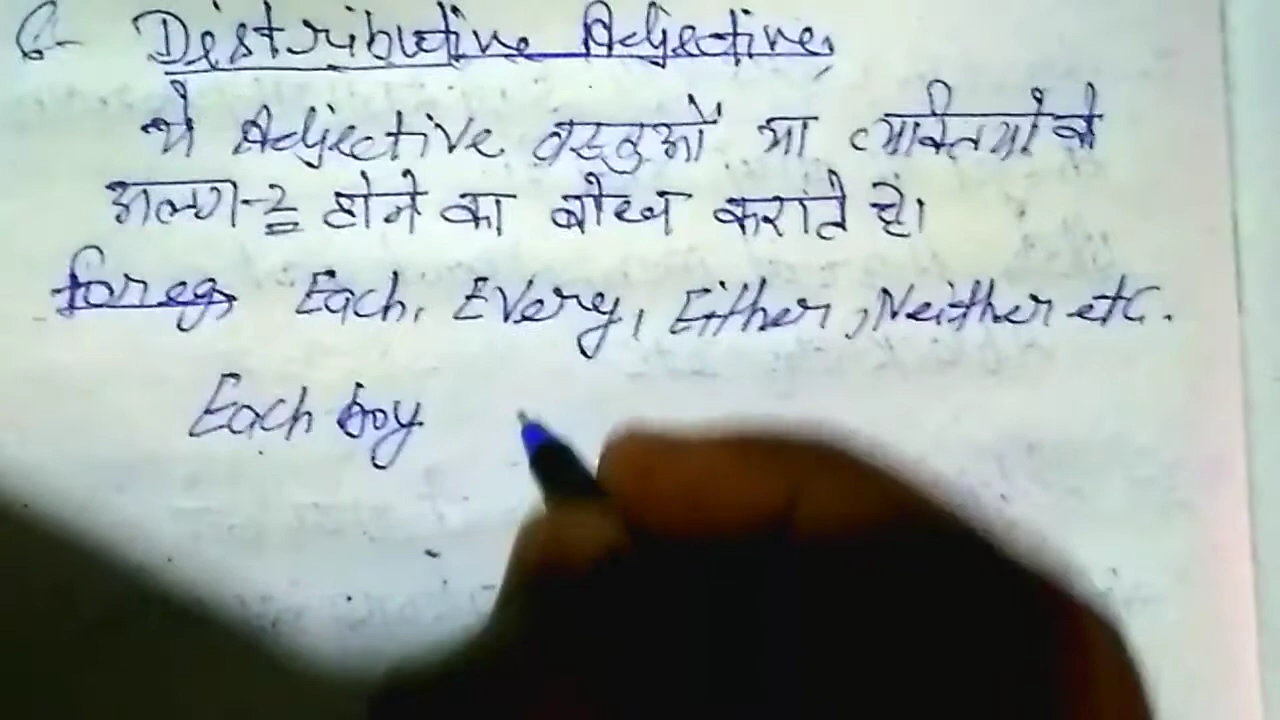 6- Distributive Adjective,
ये Adjective वस्तुओं या व्यक्तियों के
अलग-2 होने का बोध कराते हैं।
for eg, Each, Every, Either, Neither etc.
Each boy